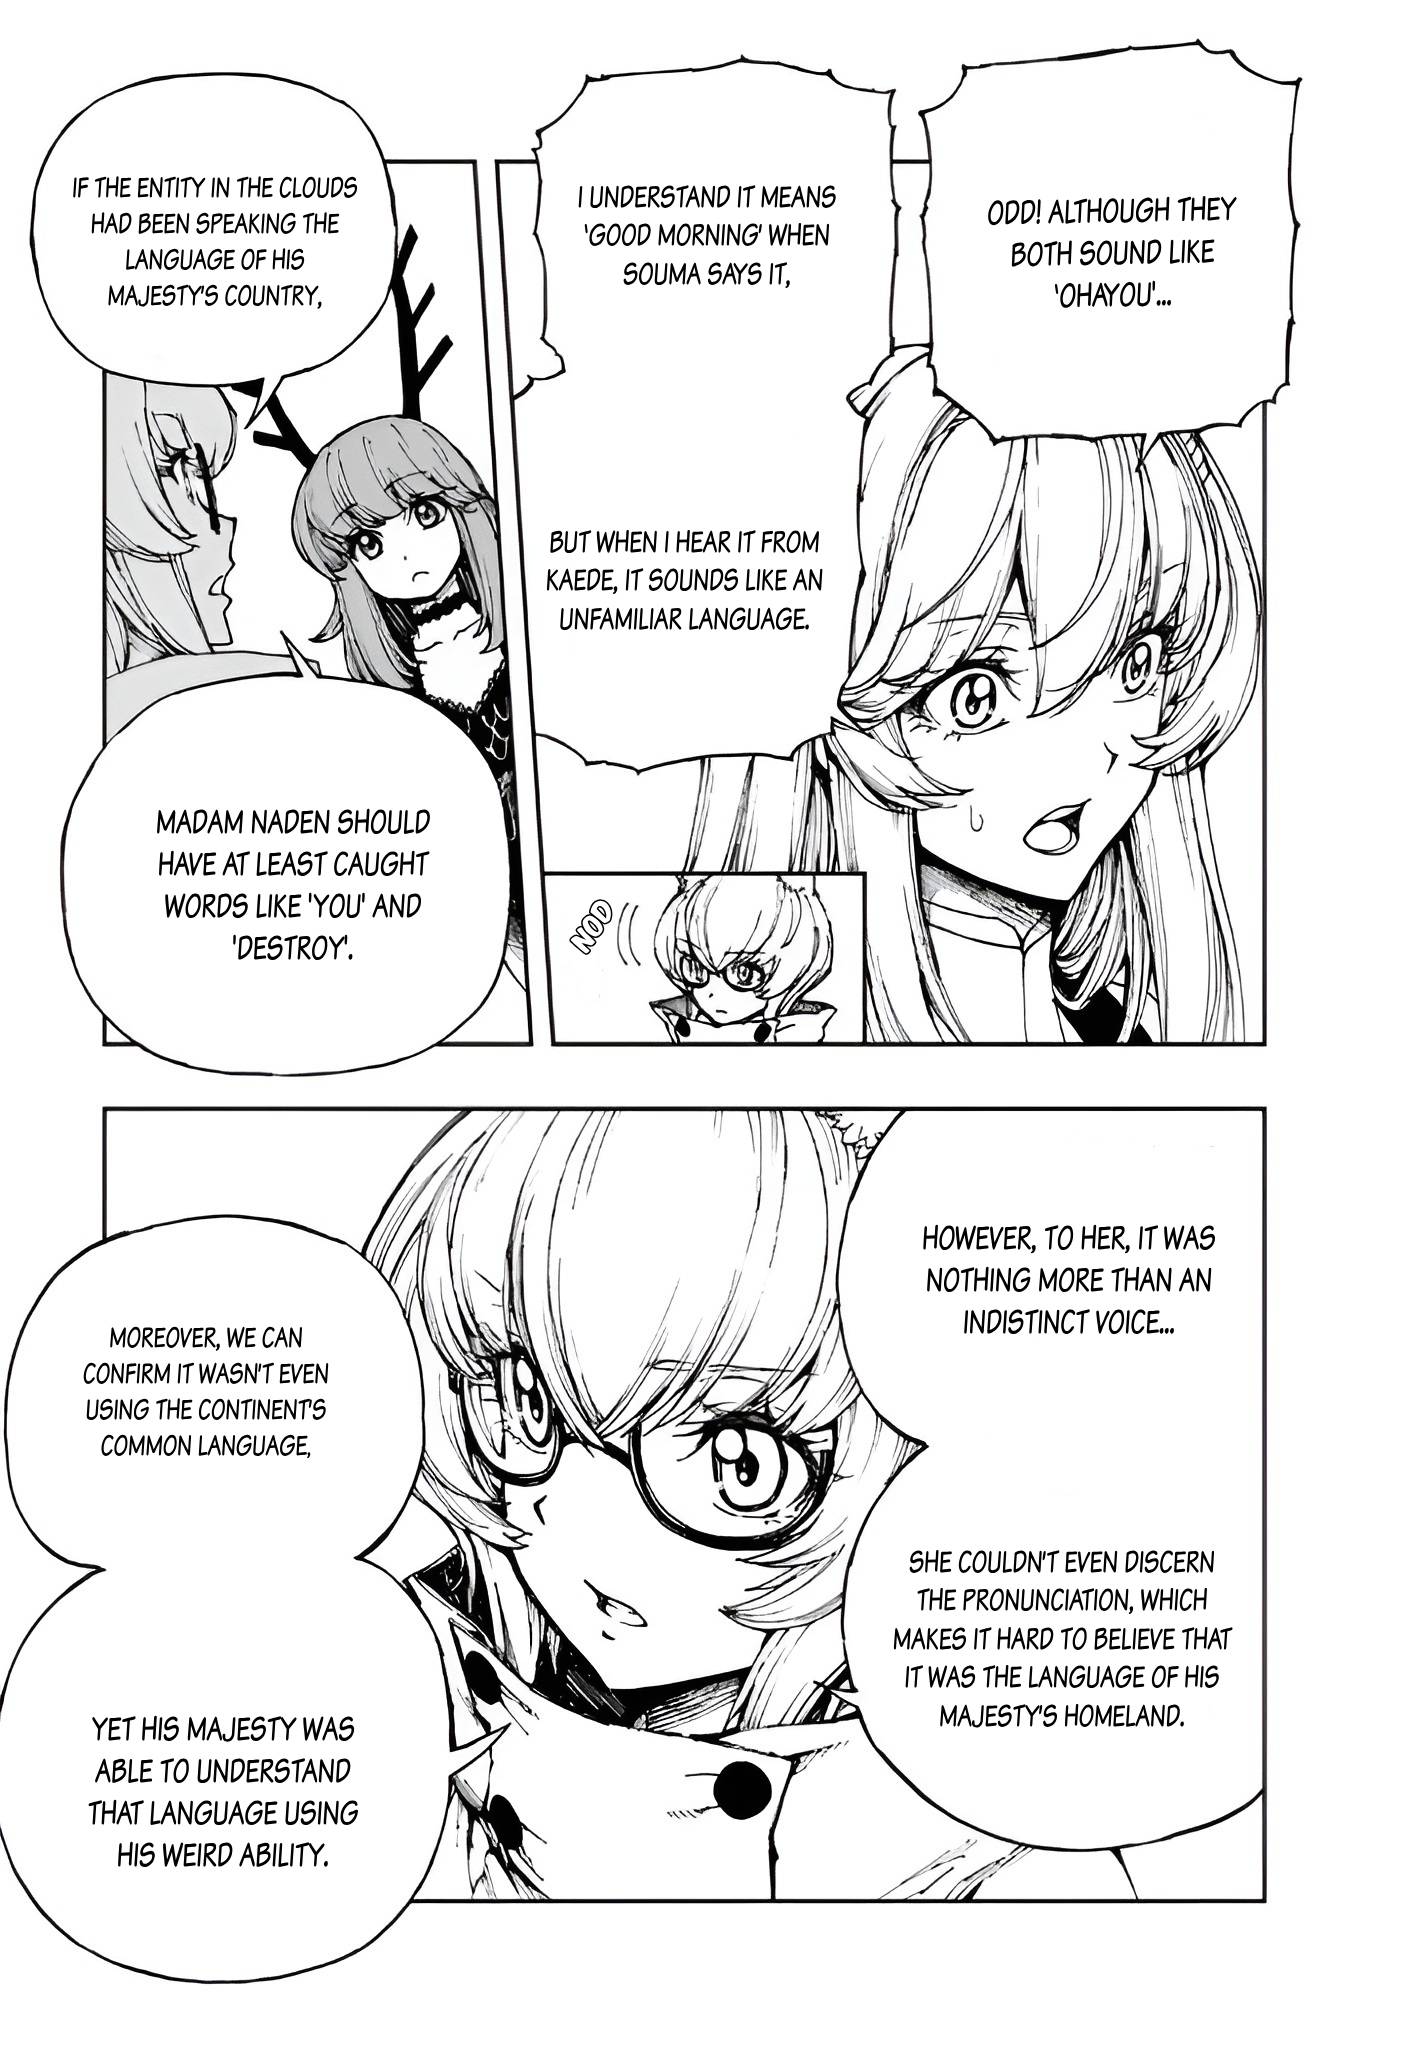 ODD! ALTHOUGH THEY
BOTH SOUND LIKE
'OHAYOU'...
I UNDERSTAND IT MEANS
'GOOD MORNING' WHEN
SOUMA SAYS IT,
BUT WHEN I HEAR IT FROM
KAEDE, IT SOUNDS LIKE AN
UNFAMILIAR LANGUAGE.
NOD
IF THE ENTITY IN THE CLOUDS
HAD BEEN SPEAKING THE
LANGUAGE OF HIS
MAJESTY'S COUNTRY,
MADAM NADEN SHOULD
HAVE AT LEAST CAUGHT
WORDS LIKE 'YOU' AND
'DESTROY'.
HOWEVER, TO HER, IT WAS
NOTHING MORE THAN AN
INDISTINCT VOICE...
SHE COULDN'T EVEN DISCERN
THE PRONUNCIATION, WHICH
MAKES IT HARD TO BELIEVE THAT
IT WAS THE LANGUAGE OF HIS
MAJESTY'S HOMELAND.
MOREOVER, WE CAN
CONFIRM IT WASN'T EVEN
USING THE CONTINENT'S
COMMON LANGUAGE,
YET HIS MAJESTY WAS
ABLE TO UNDERSTAND
THAT LANGUAGE USING
HIS WEIRD ABILITY.